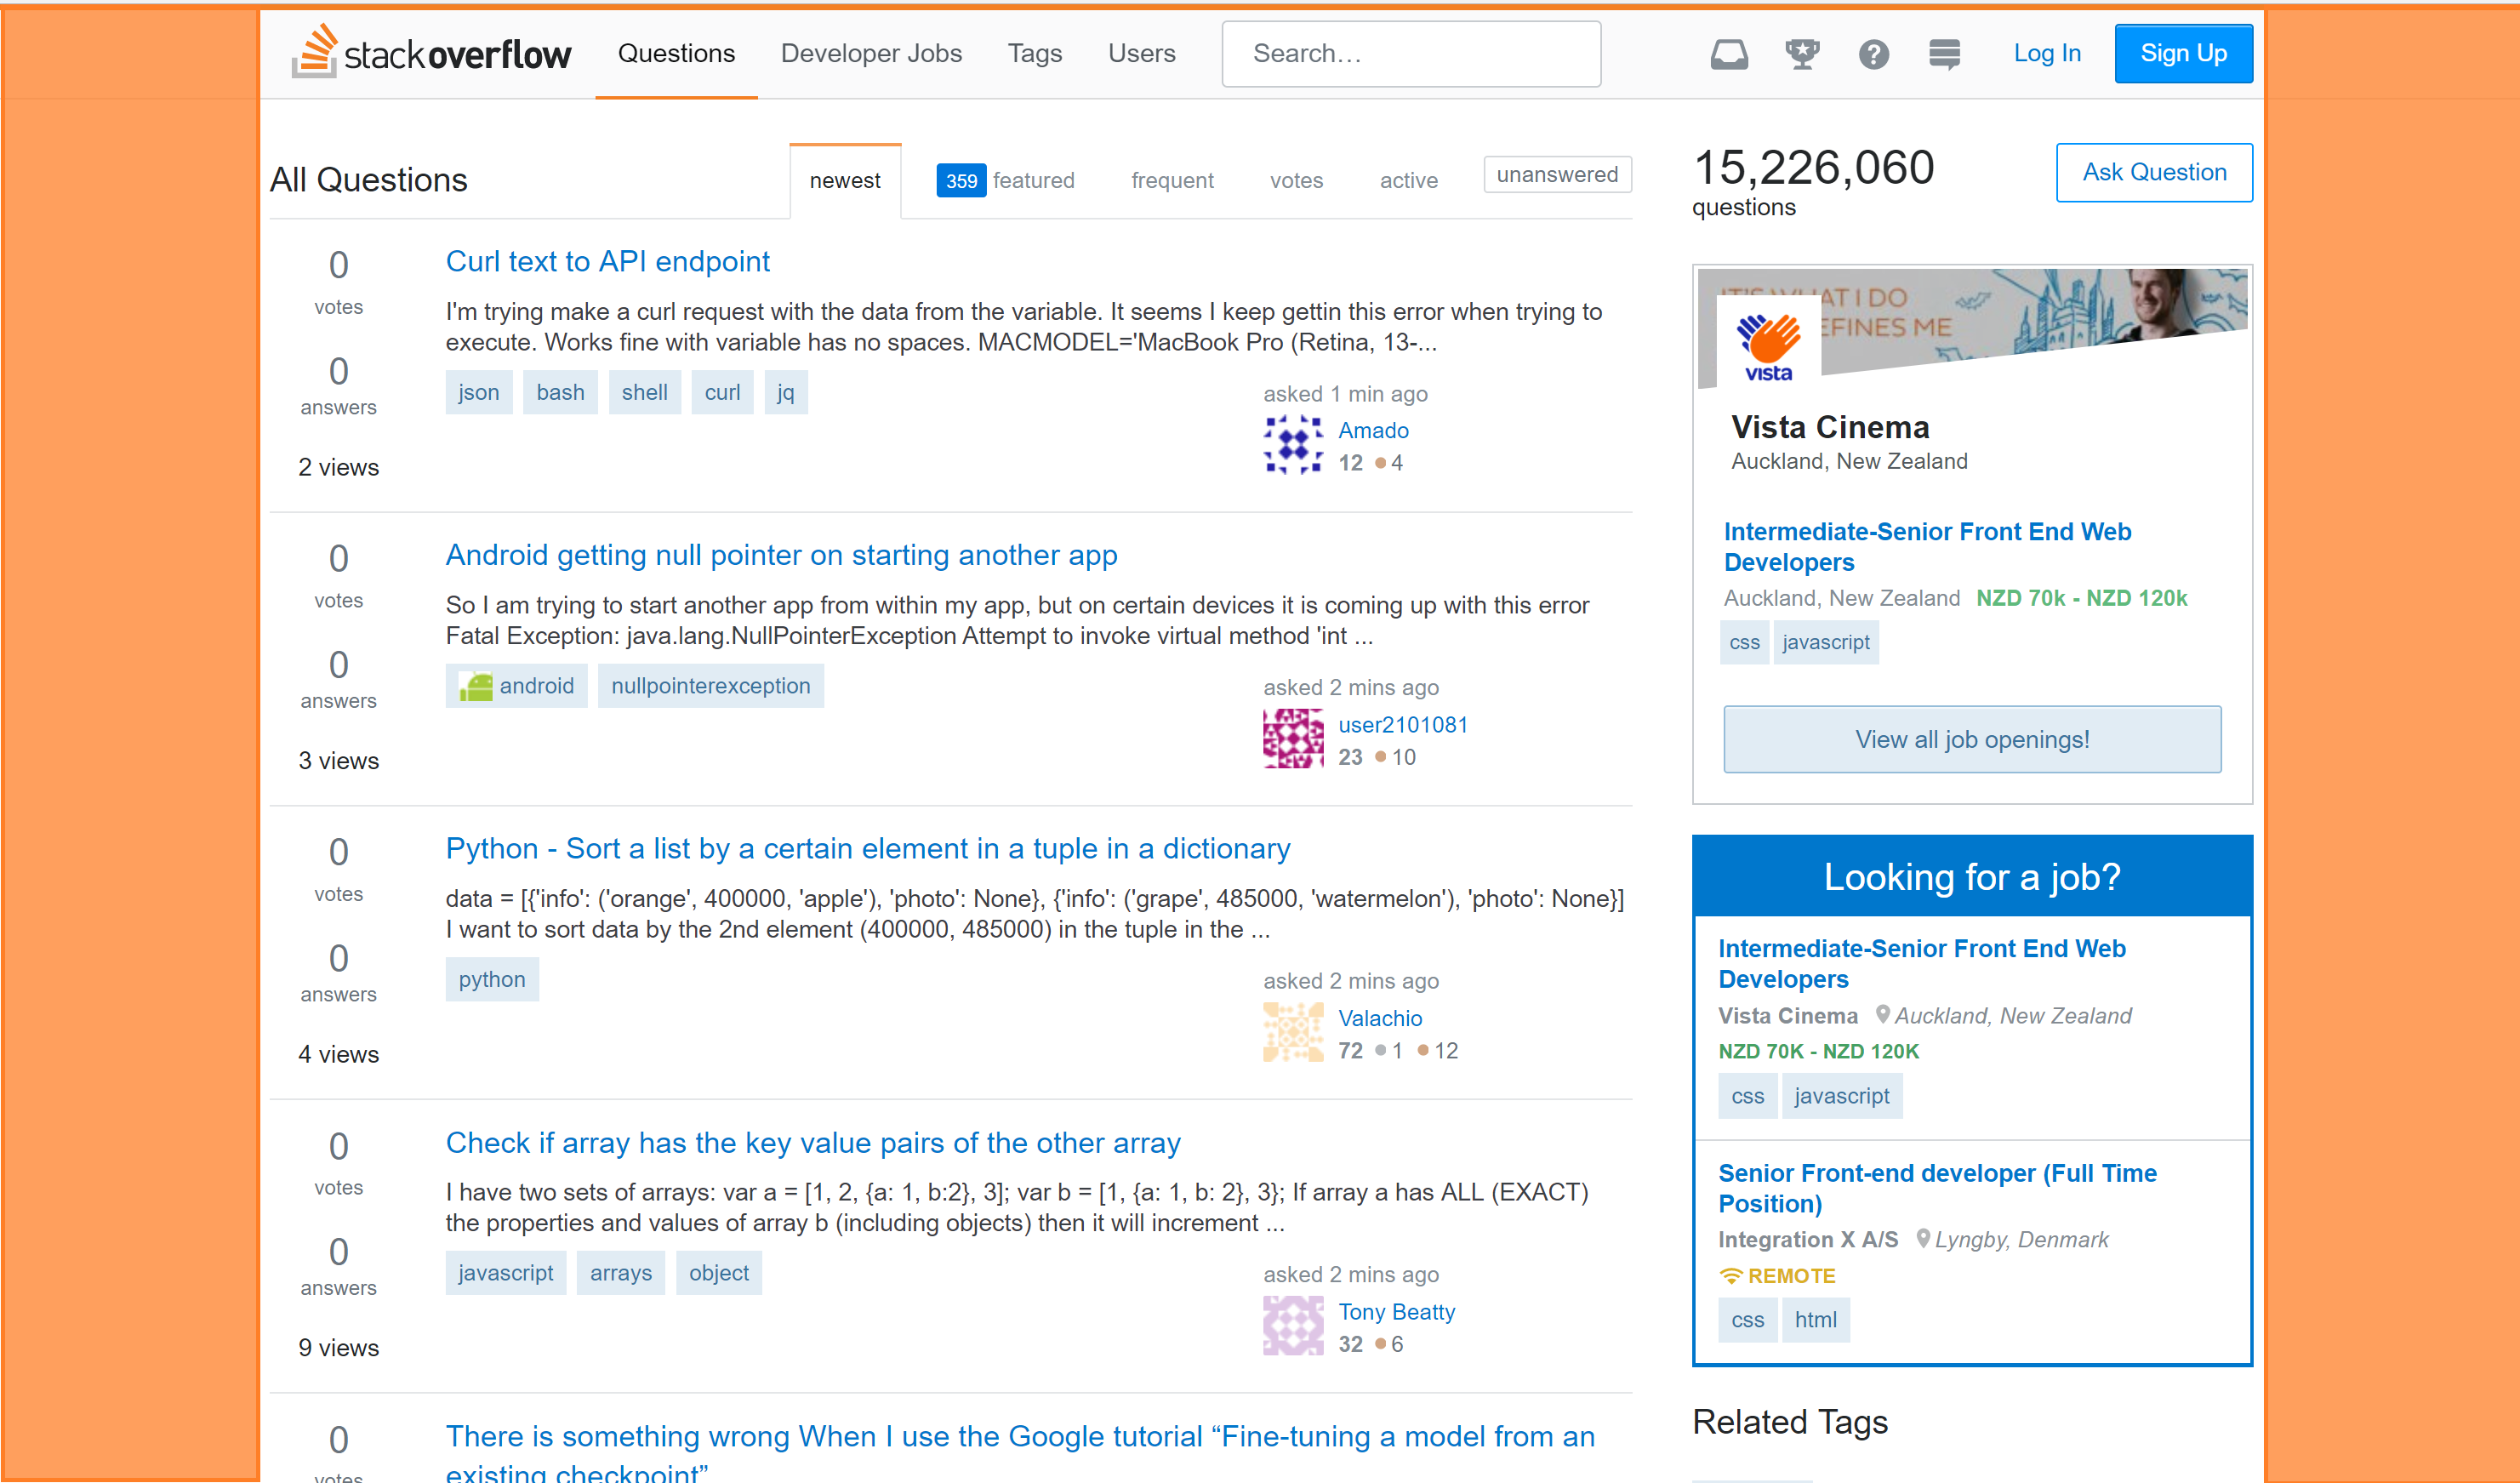 stackoverflow Questions Developer Jobs Tags Users Search... Log In Sign Up
All Questions newest 359 featured frequent votes active unanswered
0
votes
0
answers
2 views
Curl text to API endpoint
I'm trying make a curl request with the data from the variable. It seems I keep gettin this error when trying to
execute. Works fine with variable has no spaces. MACMODEL='MacBook Pro (Retina, 13-...
json bash shell curl jq
asked 1 min ago
Amado
12 4
0
votes
0
answers
3 views
Android getting null pointer on starting another app
So I am trying to start another app from within my app, but on certain devices it is coming up with this error
Fatal Exception: java.lang.NullPointerException Attempt to invoke virtual method 'int ...
android nullpointerexception
asked 2 mins ago
user2101081
23 10
0
votes
0
answers
4 views
Python - Sort a list by a certain element in a tuple in a dictionary
data = [{'info': ('orange', 400000, 'apple'), 'photo': None}, {'info': ('grape', 485000, 'watermelon'), 'photo': None}]
I want to sort data by the 2nd element (400000, 485000) in the tuple in the ...
python
asked 2 mins ago
Valachio
72 1 12
0
votes
0
answers
9 views
Check if array has the key value pairs of the other array
I have two sets of arrays: var a = [1, 2, {a: 1, b:2}, 3]; var b = [1, {a: 1, b: 2}, 3}; If array a has ALL (EXACT)
the properties and values of array b (including objects) then it will increment ...
javascript arrays object
asked 2 mins ago
Tony Beatty
32 6
0
votes
There is something wrong When I use the Google tutorial “Fine-tuning a model from an
existing checkpoint”
15,226,060
questions
Ask Question
IT'S WHAT I DO
EFINES ME
vista
Vista Cinema
Auckland, New Zealand
Intermediate-Senior Front End Web
Developers
Auckland, New Zealand NZD 70k - NZD 120k
css javascript
View all job openings!
Looking for a job?
Intermediate-Senior Front End Web
Developers
Vista Cinema Auckland, New Zealand
NZD 70K - NZD 120K
css javascript
Senior Front-end developer (Full Time
Position)
Integration X A/S Lyngby, Denmark
REMOTE
css html
Related Tags